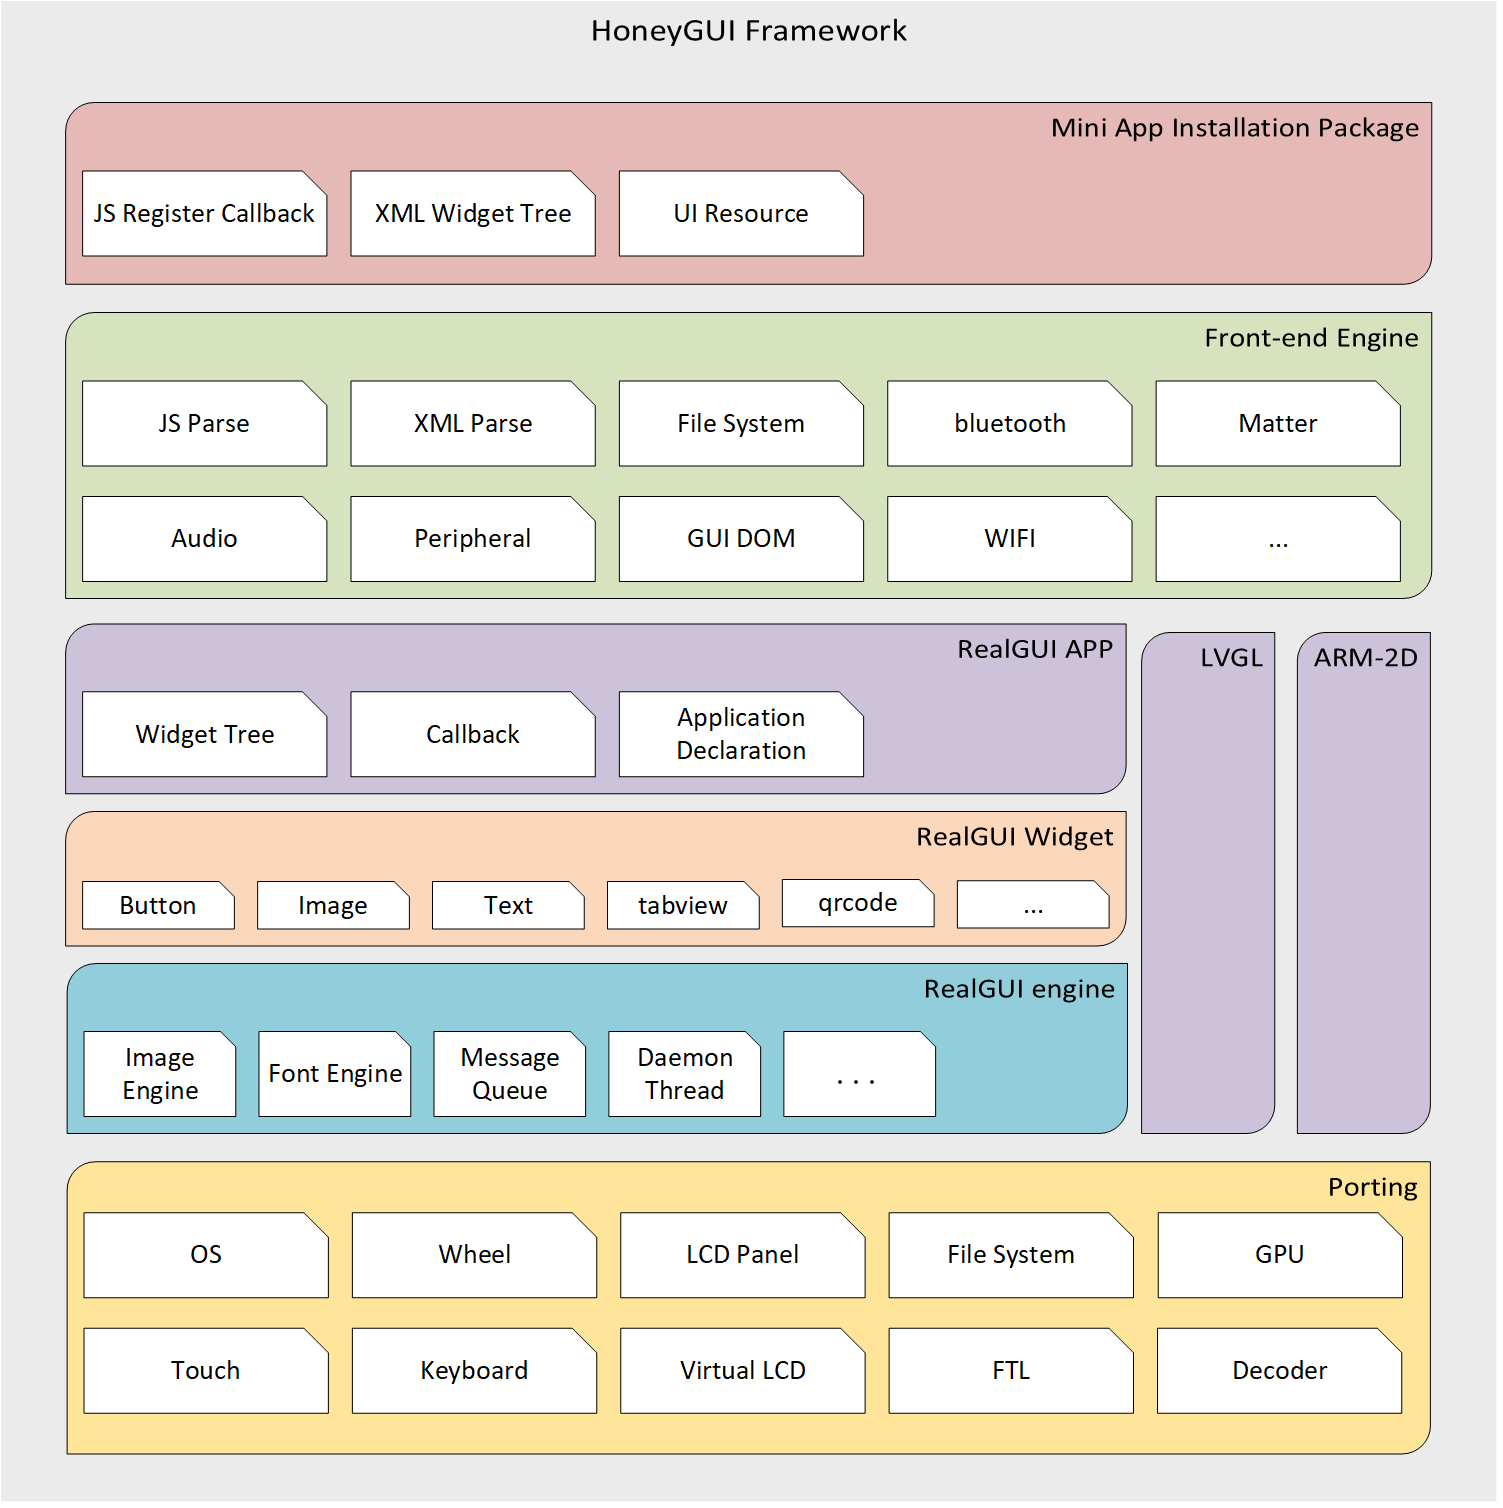 HoneyGUI Framework
Mini App Installation Package
JS Register Callback
XML Widget Tree
UI Resource
Front-end Engine
JS Parse
XML Parse
File System
bluetooth
Matter
Audio
Peripheral
GUI DOM
WIFI
...
RealGUI APP
Widget Tree
Callback
Application
Declaration
LVGL
ARM-2D
RealGUI Widget
Button
Image
Text
tabview
qrcode
...
RealGUI engine
Image
Engine
Font Engine
Message
Queue
Daemon
Thread
. . .
Porting
OS
Wheel
LCD Panel
File System
GPU
Touch
Keyboard
Virtual LCD
FTL
Decoder